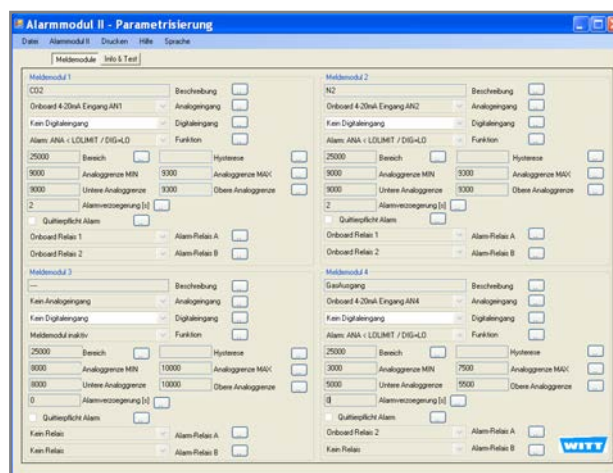 Alarmmodul II - Parametrisierung
Datei Alarmmodul II Drucken Hilfe Sprache
Meldemodule Info & Test
Meldemodul 1
CO2 Beschreibung ...
Onboard 4-20mA Eingang AN1 Analogeingang ...
Kein Digitaleingang Digitaleingang ...
Alarm: ANA < LOLIMIT / DIG=LO Funktion ...
25000 Bereich ... Hysterese ...
9000 Analoggrenze MIN 9300 Analoggrenze MAX ...
9000 Untere Analoggrenze 9300 Obere Analoggrenze ...
2 Alarmverzoegerung [s] ...
Quittierpflicht Alarm ...
Onboard Relais 1 Alarm-Relais A ...
Onboard Relais 2 Alarm-Relais B ...
Meldemodul 2
N2 Beschreibung ...
Onboard 4-20mA Eingang AN2 Analogeingang ...
Kein Digitaleingang Digitaleingang ...
Alarm: ANA < LOLIMIT / DIG=LO Funktion ...
25000 Bereich ... Hysterese ...
9000 Analoggrenze MIN 9300 Analoggrenze MAX ...
9000 Untere Analoggrenze 9300 Obere Analoggrenze ...
2 Alarmverzoegerung [s] ...
Quittierpflicht Alarm ...
Onboard Relais 1 Alarm-Relais A ...
Onboard Relais 2 Alarm-Relais B ...
Meldemodul 3
--- Beschreibung ...
Kein Analogeingang Analogeingang ...
Kein Digitaleingang Digitaleingang ...
Meldemodul inaktiv Funktion ...
25000 Bereich ... Hysterese ...
8000 Analoggrenze MIN 10000 Analoggrenze MAX ...
8000 Untere Analoggrenze 10000 Obere Analoggrenze ...
0 Alarmverzoegerung [s] ...
Quittierpflicht Alarm ...
Kein Relais Alarm-Relais A ...
Kein Relais Alarm-Relais B ...
Meldemodul 4
GasAusgang Beschreibung ...
Onboard 4-20mA Eingang AN4 Analogeingang ...
Kein Digitaleingang Digitaleingang ...
Alarm: ANA < LOLIMIT / DIG=LO Funktion ...
25000 Bereich ... Hysterese ...
3000 Analoggrenze MIN 7500 Analoggrenze MAX ...
5000 Untere Analoggrenze 5500 Obere Analoggrenze ...
0 Alarmverzoegerung [s] ...
Quittierpflicht Alarm ...
Onboard Relais 2 Alarm-Relais A ...
Kein Relais Alarm-Relais B ...
WITT